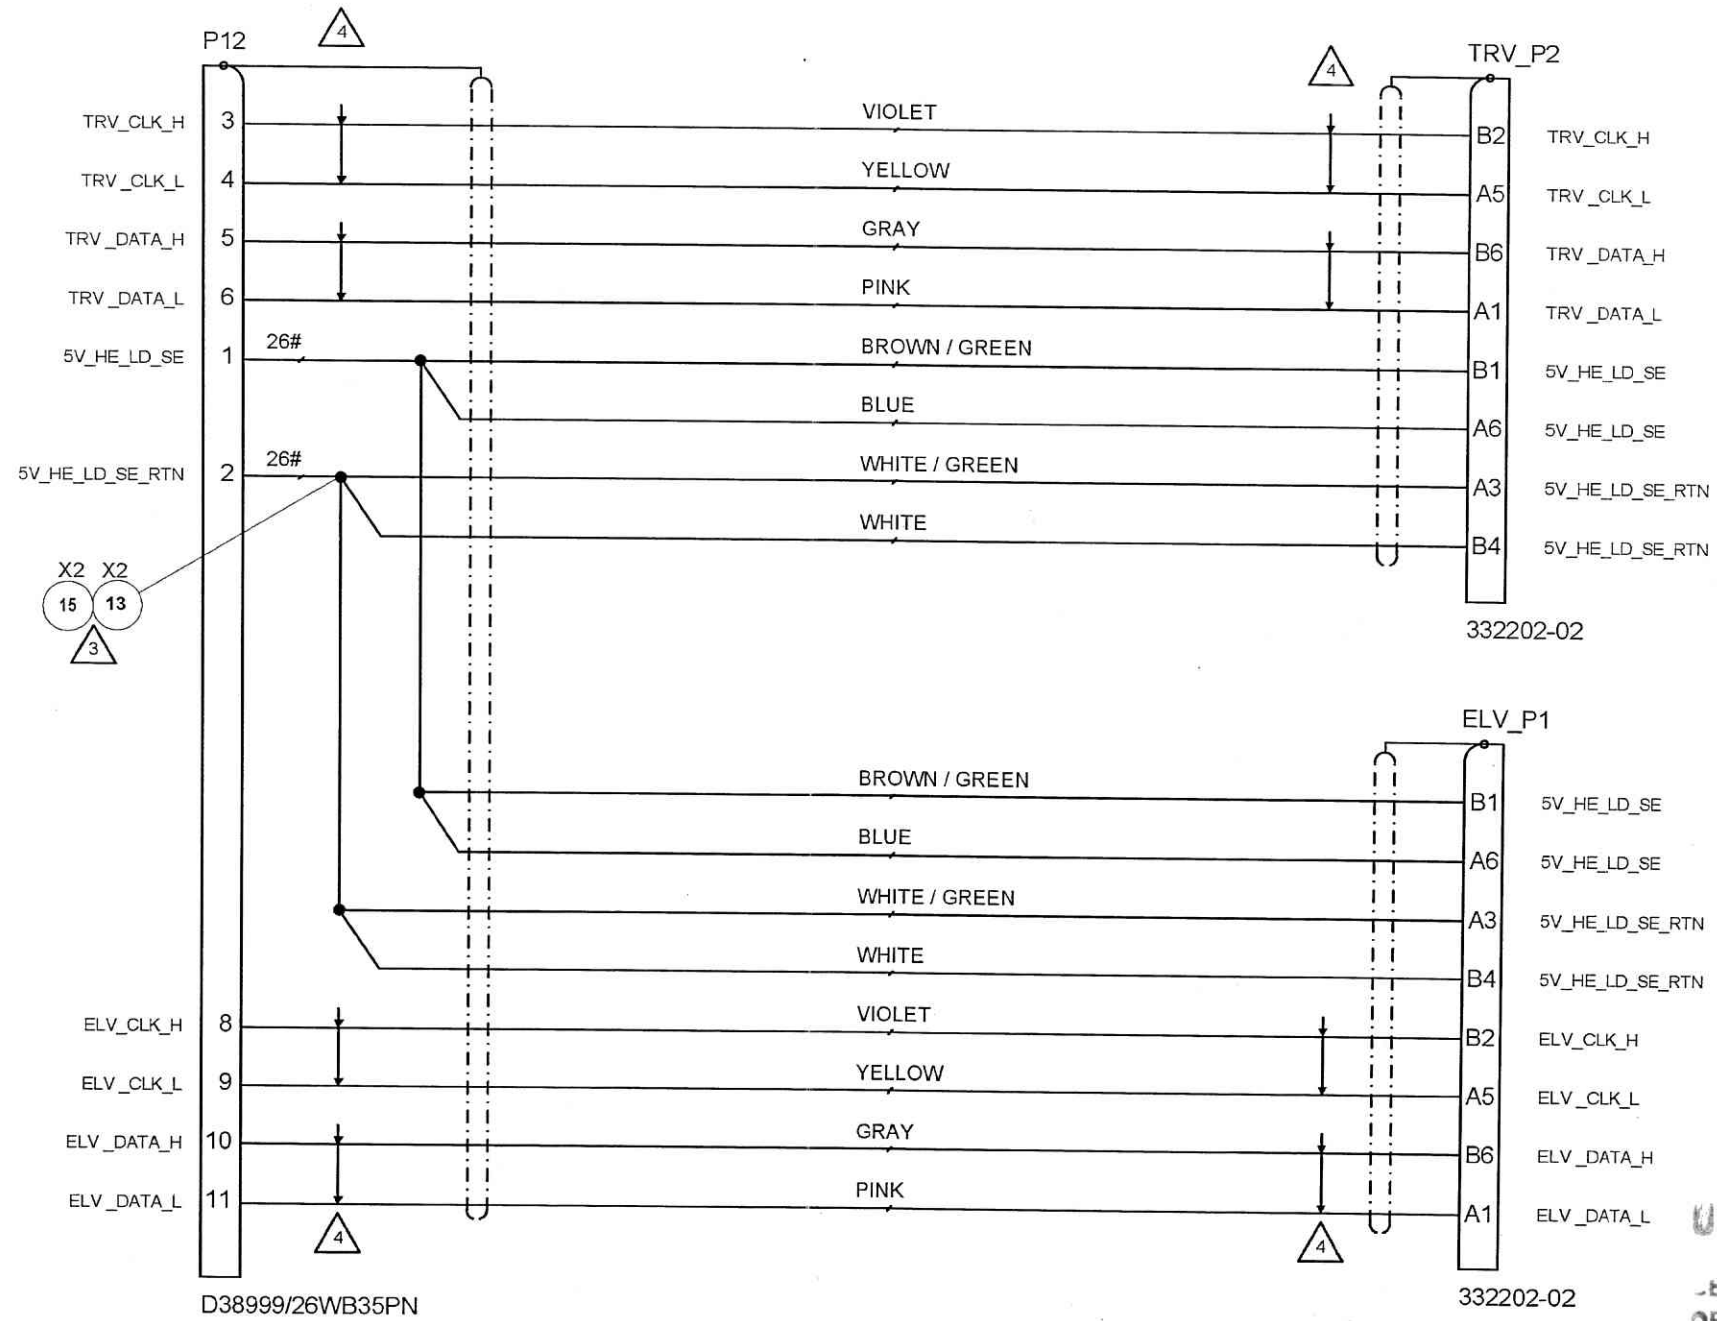 4
P12
TRV_P2
4
VIOLET
TRV_CLK_H 3 B2 TRV_CLK_H
YELLOW
TRV_CLK_L 4 A5 TRV_CLK_L
GRAY
TRV_DATA_H 5 B6 TRV_DATA_H
PINK
TRV_DATA_L 6 A1 TRV_DATA_L
26# BROWN / GREEN
5V_HE_LD_SE 1 B1 5V_HE_LD_SE
BLUE
A6 5V_HE_LD_SE
26# WHITE / GREEN
5V_HE_LD_SE_RTN 2 A3 5V_HE_LD_SE_RTN
WHITE
B4 5V_HE_LD_SE_RTN
X2 X2
15 13
3
332202-02
ELV_P1
BROWN / GREEN
B1 5V_HE_LD_SE
BLUE
A6 5V_HE_LD_SE
WHITE / GREEN
A3 5V_HE_LD_SE_RTN
WHITE
B4 5V_HE_LD_SE_RTN
VIOLET
ELV_CLK_H 8 B2 ELV_CLK_H
YELLOW
ELV_CLK_L 9 A5 ELV_CLK_L
GRAY
ELV_DATA_H 10 B6 ELV_DATA_H
PINK
ELV_DATA_L 11 A1 ELV_DATA_L
4
4
D38999/26WB35PN
332202-02